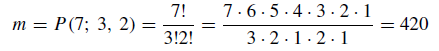 m = P(7; 3, 2) = 7! / 3!2! = 7 · 6 · 5 · 4 · 3 · 2 · 1 / 3 · 2 · 1 · 2 · 1 = 420